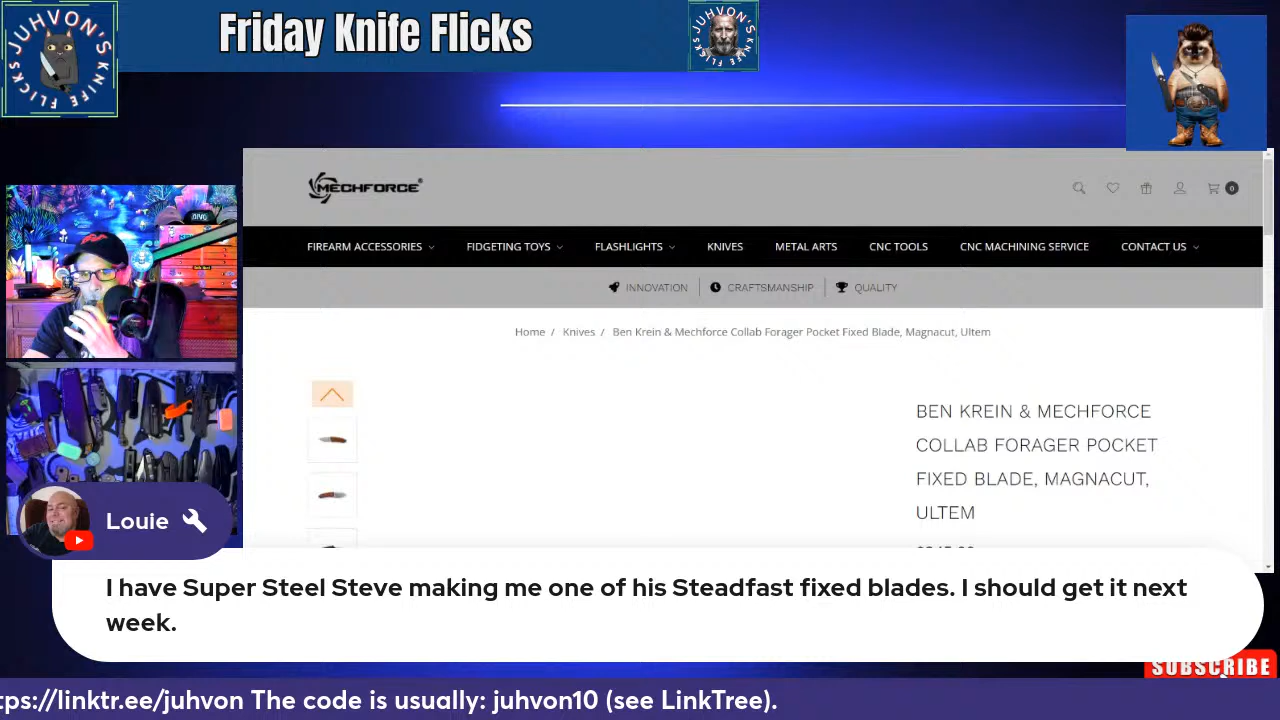 JUHVON'S
KNIFE FLICKS
Friday Knife Flicks
JUHVON'S
KNIFE FLICKS
MECHFORCE®
0
FIREARM ACCESSORIES
FIDGETING TOYS
FLASHLIGHTS
KNIVES
METAL ARTS
CNC TOOLS
CNC MACHINING SERVICE
CONTACT US
INNOVATION
CRAFTSMANSHIP
QUALITY
Home / Knives / Ben Krein & Mechforce Collab Forager Pocket Fixed Blade, Magnacut, Ultem
BEN KREIN & MECHFORCE
COLLAB FORAGER POCKET
FIXED BLADE, MAGNACUT,
ULTEM
Louie
I have Super Steel Steve making me one of his Steadfast fixed blades. I should get it next
week.
SUBSCRIBE
tps://linktr.ee/juhvon The code is usually: juhvon10 (see LinkTree).